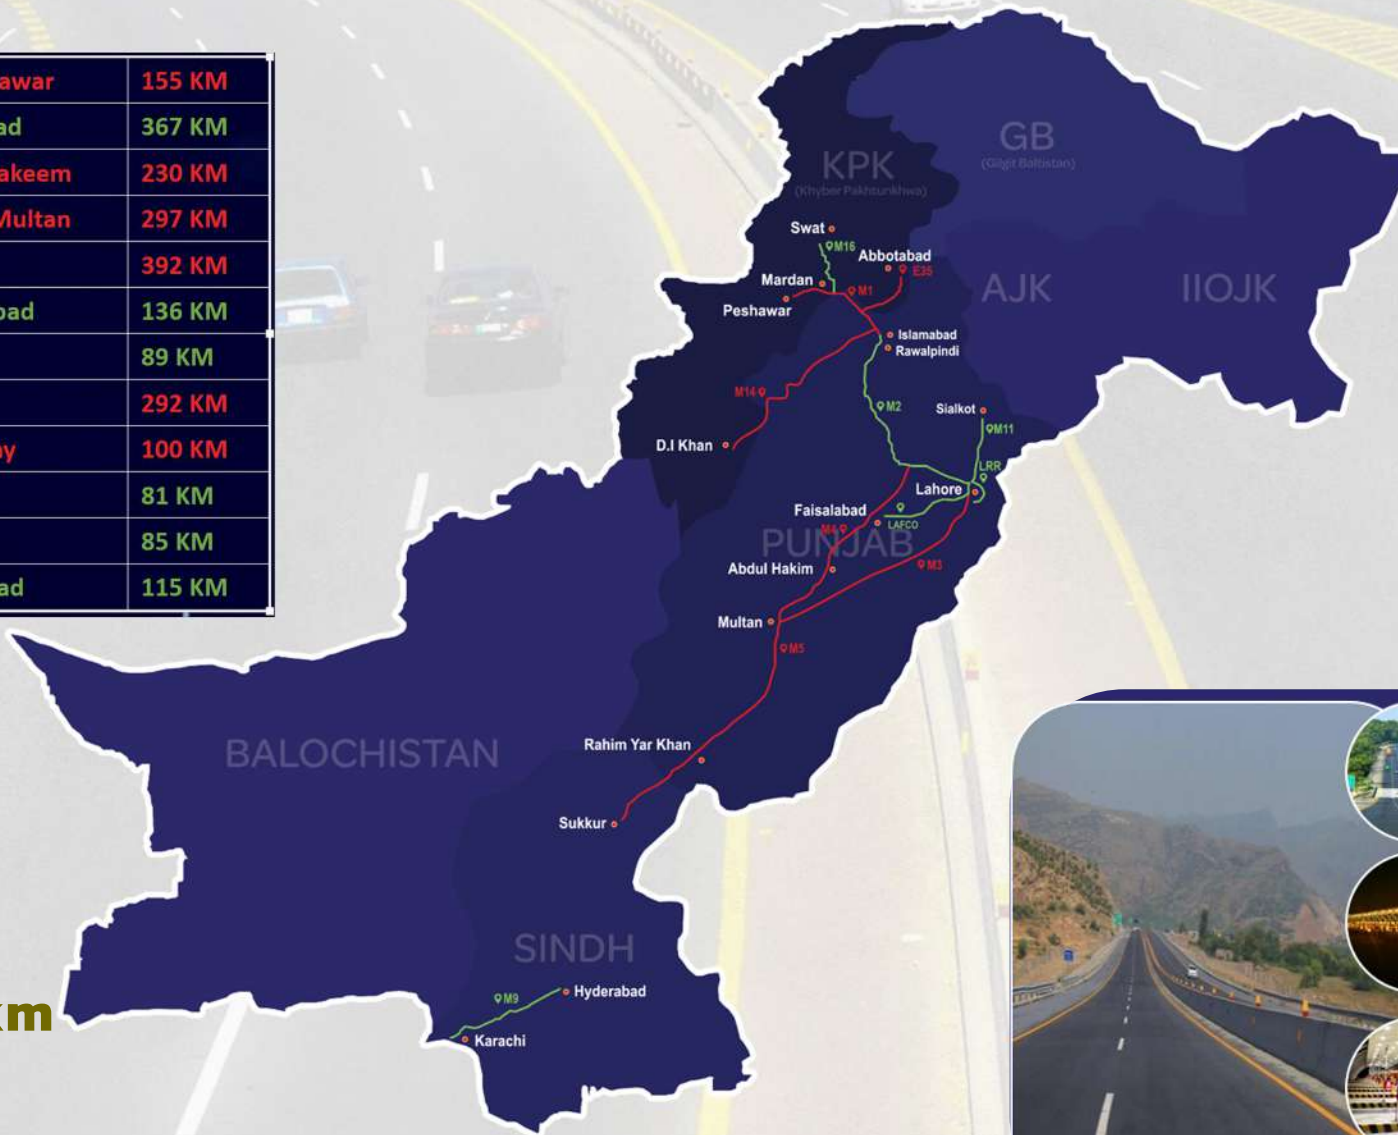 awar 155 KM
ad 367 KM
akeem 230 KM
Multan 297 KM
392 KM
bad 136 KM
89 KM
292 KM
ay 100 KM
81 KM
85 KM
ad 115 KM
km
KPK
(Khyber Pakhtunkhwa)
GB
(Gilgit Baltistan)
AJK
IIOJK
Swat
M16
Abbotabad
E35
Mardan
M1
Peshawar
Islamabad
Rawalpindi
M14
M2
Sialkot
M11
D.I Khan
LRR
Lahore
Faisalabad
LAFCO
M4
PUNJAB
Abdul Hakim
M3
Multan
M5
BALOCHISTAN
Rahim Yar Khan
Sukkur
SINDH
M9
Hyderabad
Karachi